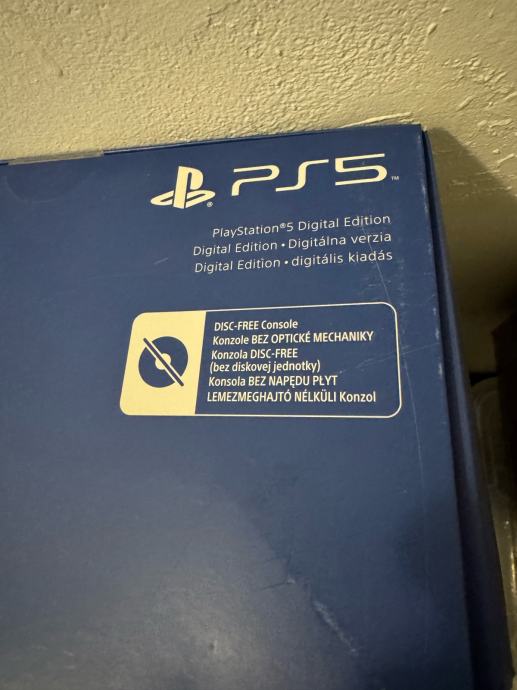 PS5™
PlayStation®5 Digital Edition
Digital Edition • Digitálna verzia
Digital Edition • digitális kiadás
DISC-FREE Console
Konzole BEZ OPTICKÉ MECHANIKY
Konzola DISC-FREE
(bez diskovej jednotky)
Konsola BEZ NAPĘDU PŁYT
LEMEZMEGHAJTÓ NÉLKÜLI Konzol